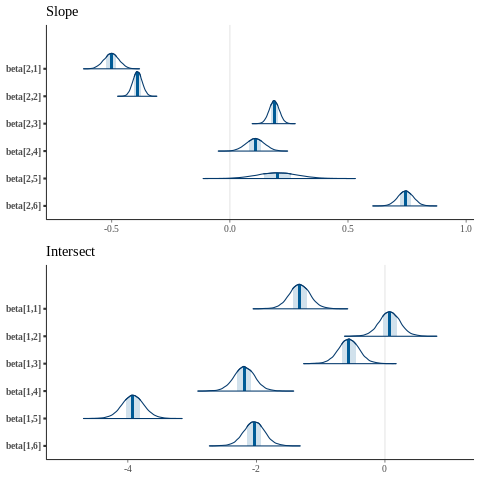 Slope
beta[2,1]
beta[2,2]
beta[2,3]
beta[2,4]
beta[2,5]
beta[2,6]
-0.5 0.0 0.5 1.0
Intersect
beta[1,1]
beta[1,2]
beta[1,3]
beta[1,4]
beta[1,5]
beta[1,6]
-4 -2 0